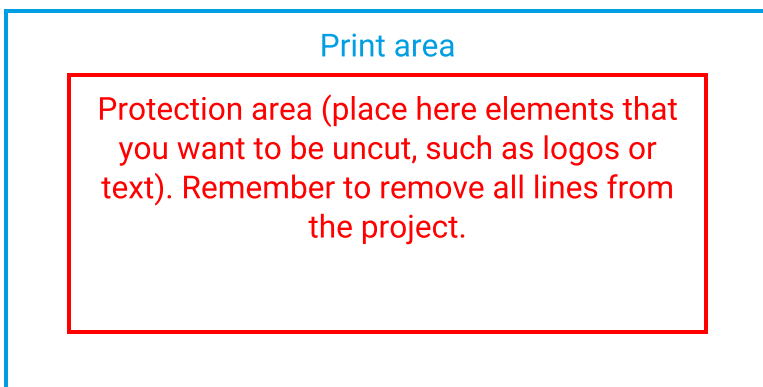 Print area
Protection area (place here elements that
you want to be uncut, such as logos or
text). Remember to remove all lines from
the project.